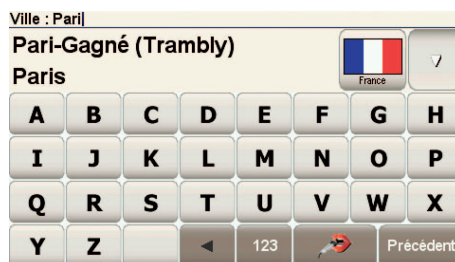 Ville : Pari
Pari-Gagné (Trambly)
Paris
France
A B C D E F G H
I J K L M N O P
Q R S T U V W X
Y Z 123 Précédent